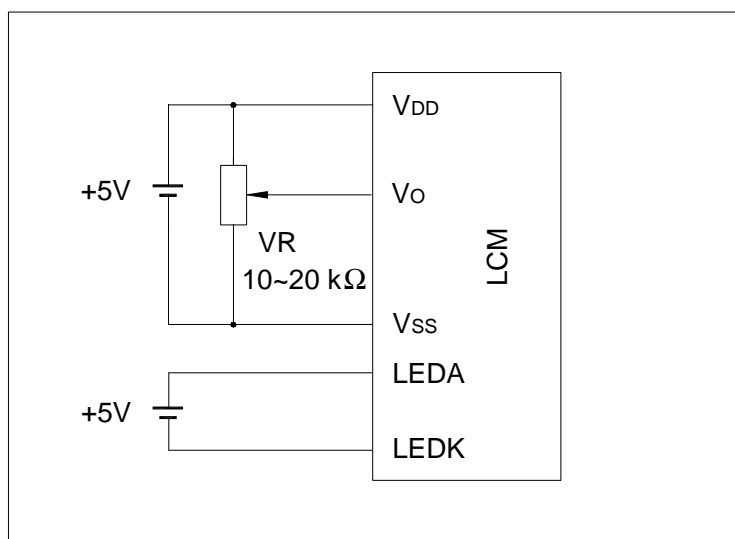 VDD
+5V
VO
VR
10~20 kΩ
LCM
VSS
LEDA
+5V
LEDK